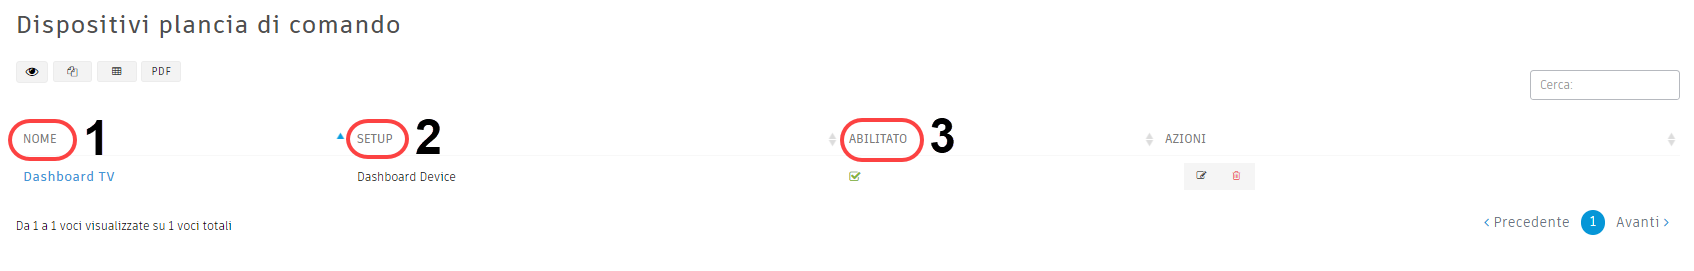 Dispositivi plancia di comando
PDF
Cerca:
NOME 1 SETUP 2 ABILITATO 3 AZIONI
Dashboard TV Dashboard Device
Da 1 a 1 voci visualizzate su 1 voci totali
‹ Precedente 1 Avanti ›